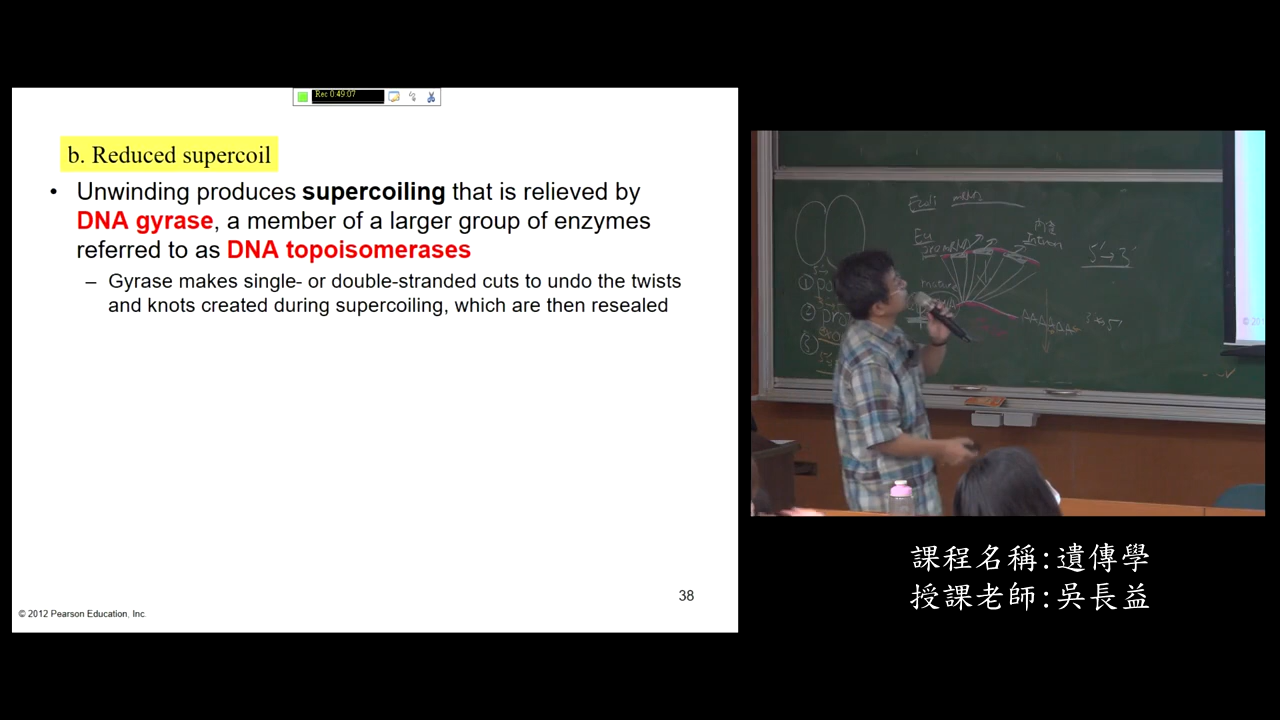 Rec 0:49:07
b. Reduced supercoil
• Unwinding produces supercoiling that is relieved by
DNA gyrase, a member of a larger group of enzymes
referred to as DNA topoisomerases
– Gyrase makes single- or double-stranded cuts to undo the twists
and knots created during supercoiling, which are then resealed
38
© 2012 Pearson Education, Inc.
5'→3'
課程名稱:遺傳學
授課老師:吳長益